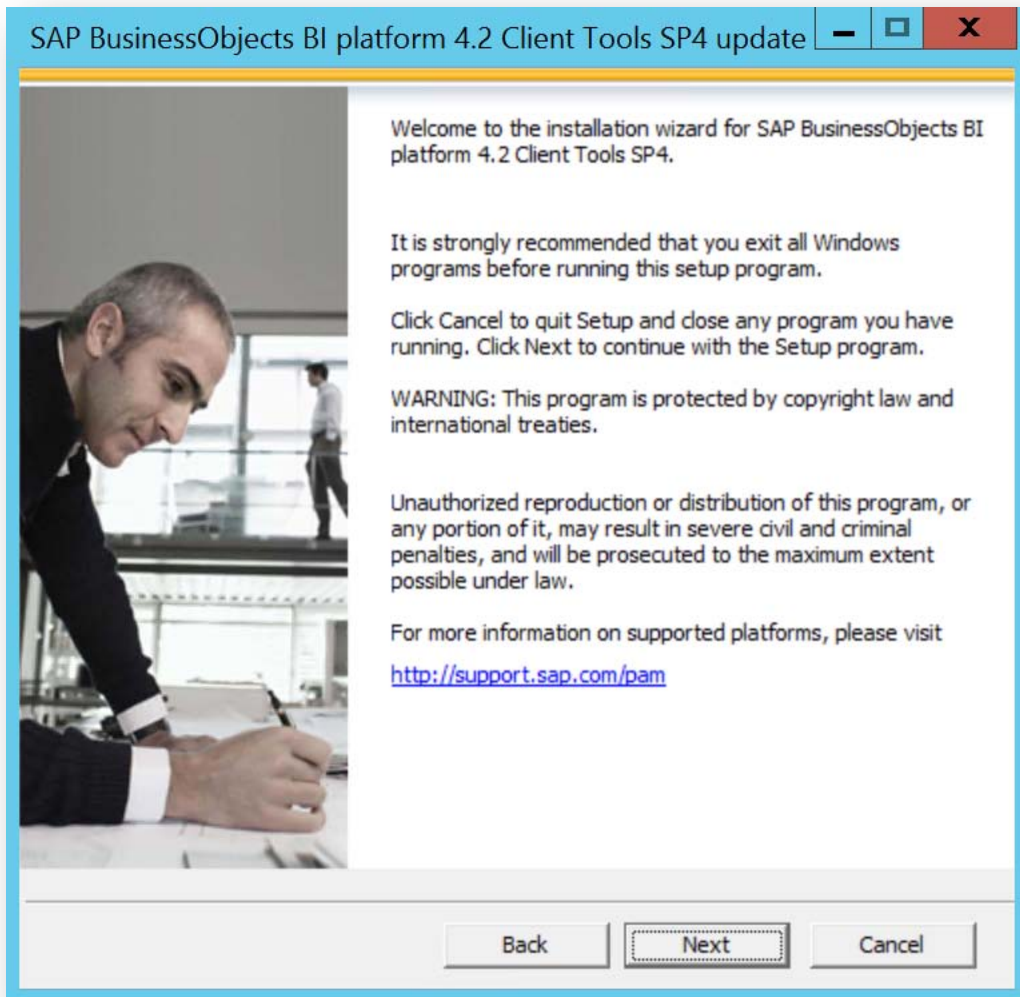 SAP BusinessObjects BI platform 4.2 Client Tools SP4 update
Welcome to the installation wizard for SAP BusinessObjects BI
platform 4.2 Client Tools SP4.
It is strongly recommended that you exit all Windows
programs before running this setup program.
Click Cancel to quit Setup and close any program you have
running. Click Next to continue with the Setup program.
WARNING: This program is protected by copyright law and
international treaties.
Unauthorized reproduction or distribution of this program, or
any portion of it, may result in severe civil and criminal
penalties, and will be prosecuted to the maximum extent
possible under law.
For more information on supported platforms, please visit
http://support.sap.com/pam
Back Next Cancel